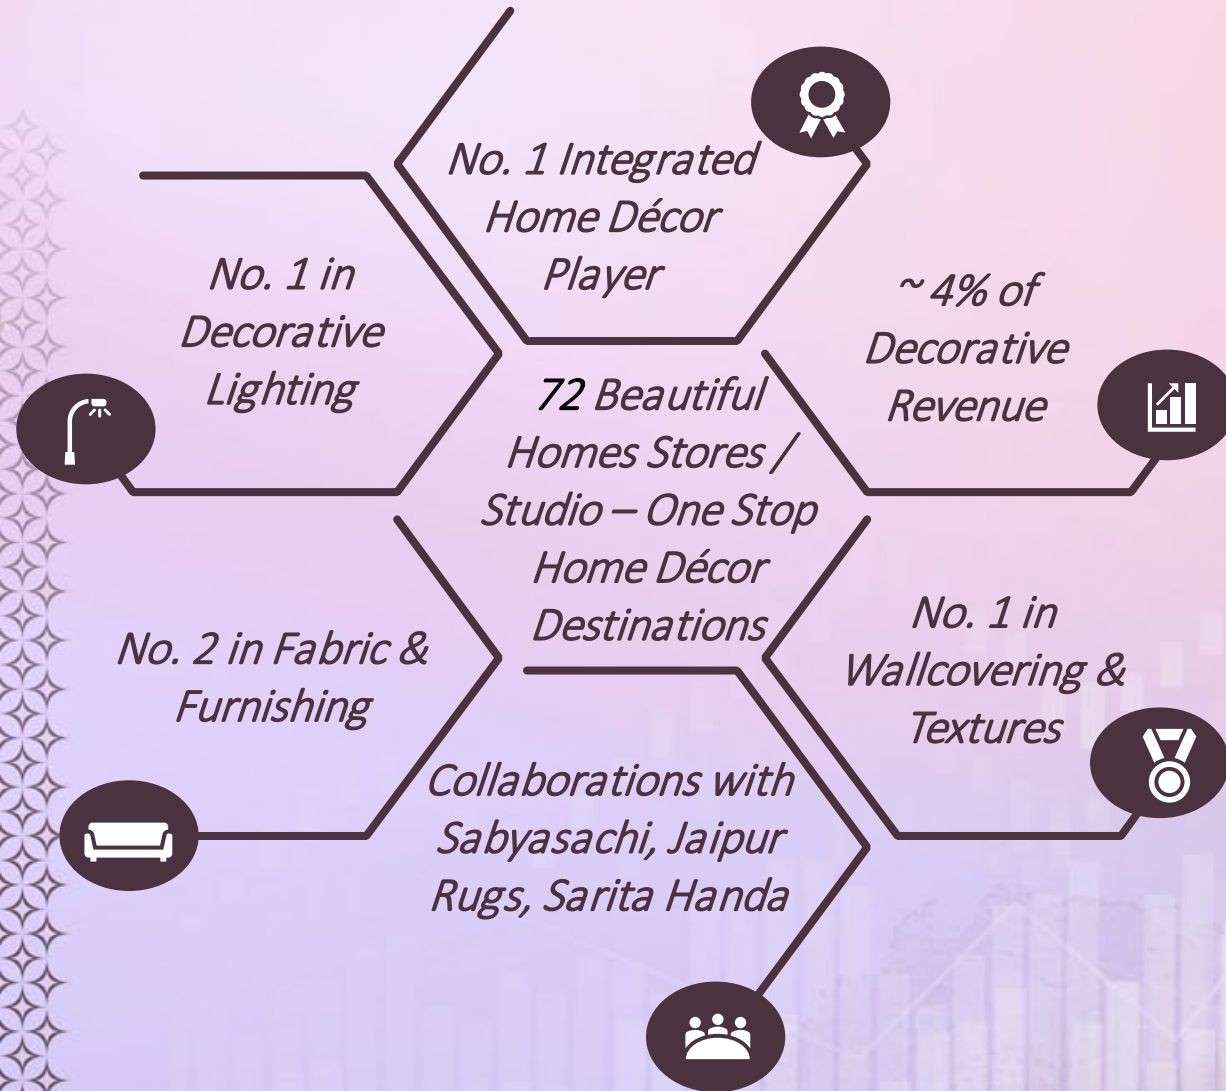 No. 1 Integrated
Home Décor
Player
No. 1 in
Decorative
Lighting
~ 4% of
Decorative
Revenue
72 Beautiful
Homes Stores /
Studio – One Stop
Home Décor
Destinations
No. 2 in Fabric &
Furnishing
No. 1 in
Wallcovering &
Textures
Collaborations with
Sabyasachi, Jaipur
Rugs, Sarita Handa